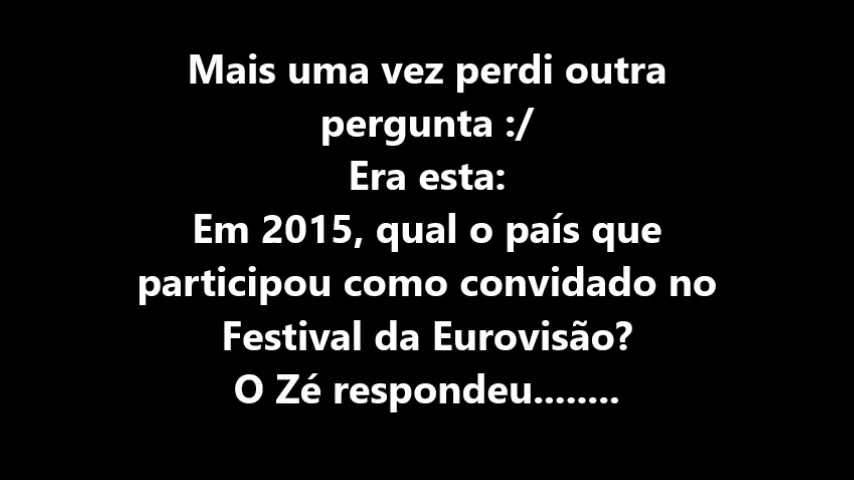 Mais uma vez perdi outra
pergunta :/
Era esta:
Em 2015, qual o país que
participou como convidado no
Festival da Eurovisão?
O Zé respondeu........